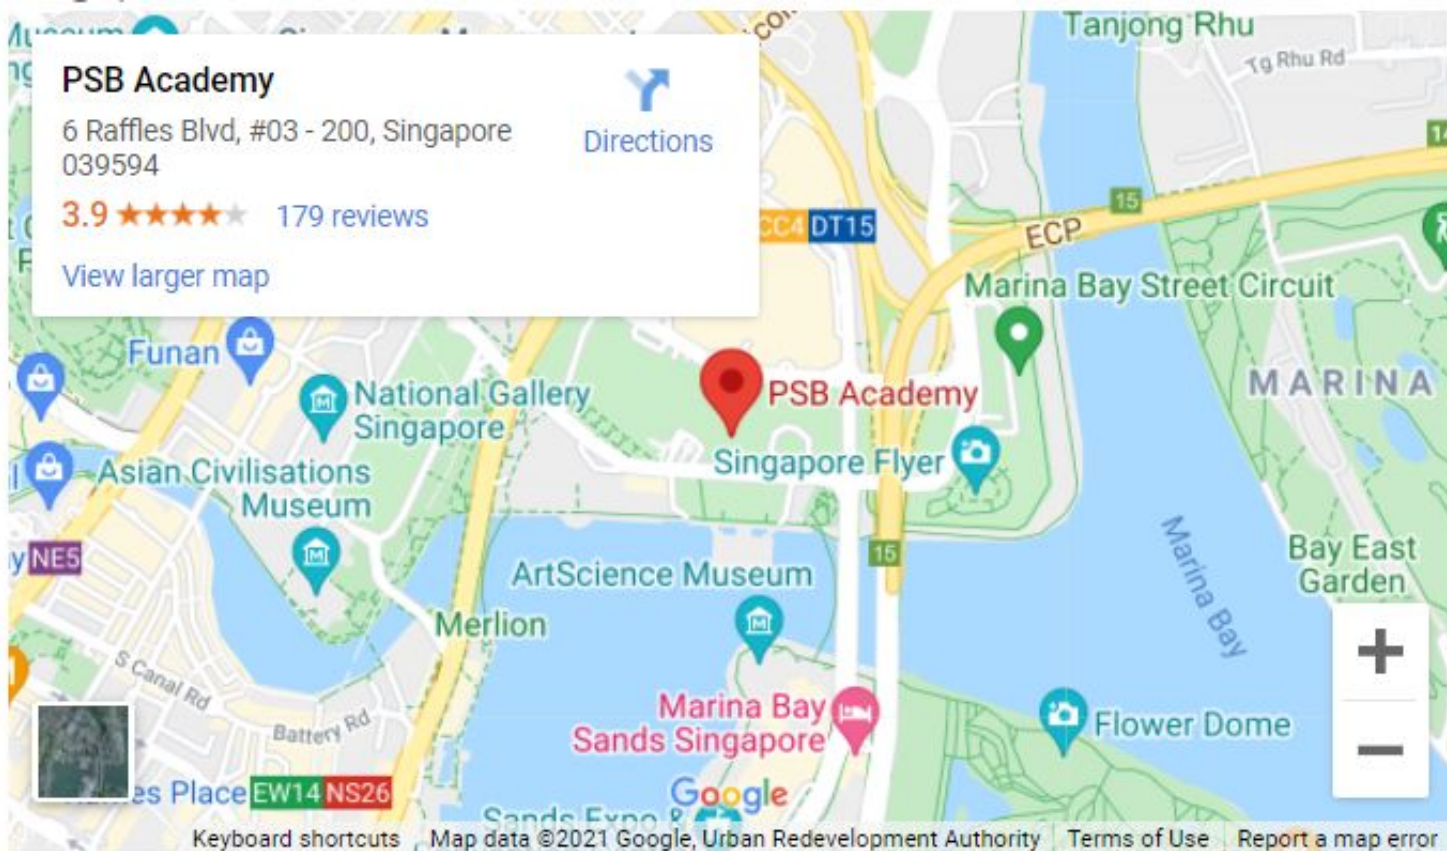 Tanjong Rhu
Tg Rhu Rd
PSB Academy
6 Raffles Blvd, #03 - 200, Singapore
039594
Directions
3.9
179 reviews
View larger map
CC4 DT15
15
ECP
Marina Bay Street Circuit
Funan
National Gallery
Singapore
PSB Academy
MARINA
Singapore Flyer
Asian Civilisations
Museum
NE5
15
ArtScience Museum
Marina Bay
Bay East
Garden
Merlion
S Canal Rd
Battery Rd
Marina Bay
Sands Singapore
Flower Dome
Place EW14 NS26
Google
Sands Expo &
Keyboard shortcuts
Map data ©2021 Google, Urban Redevelopment Authority
Terms of Use
Report a map error